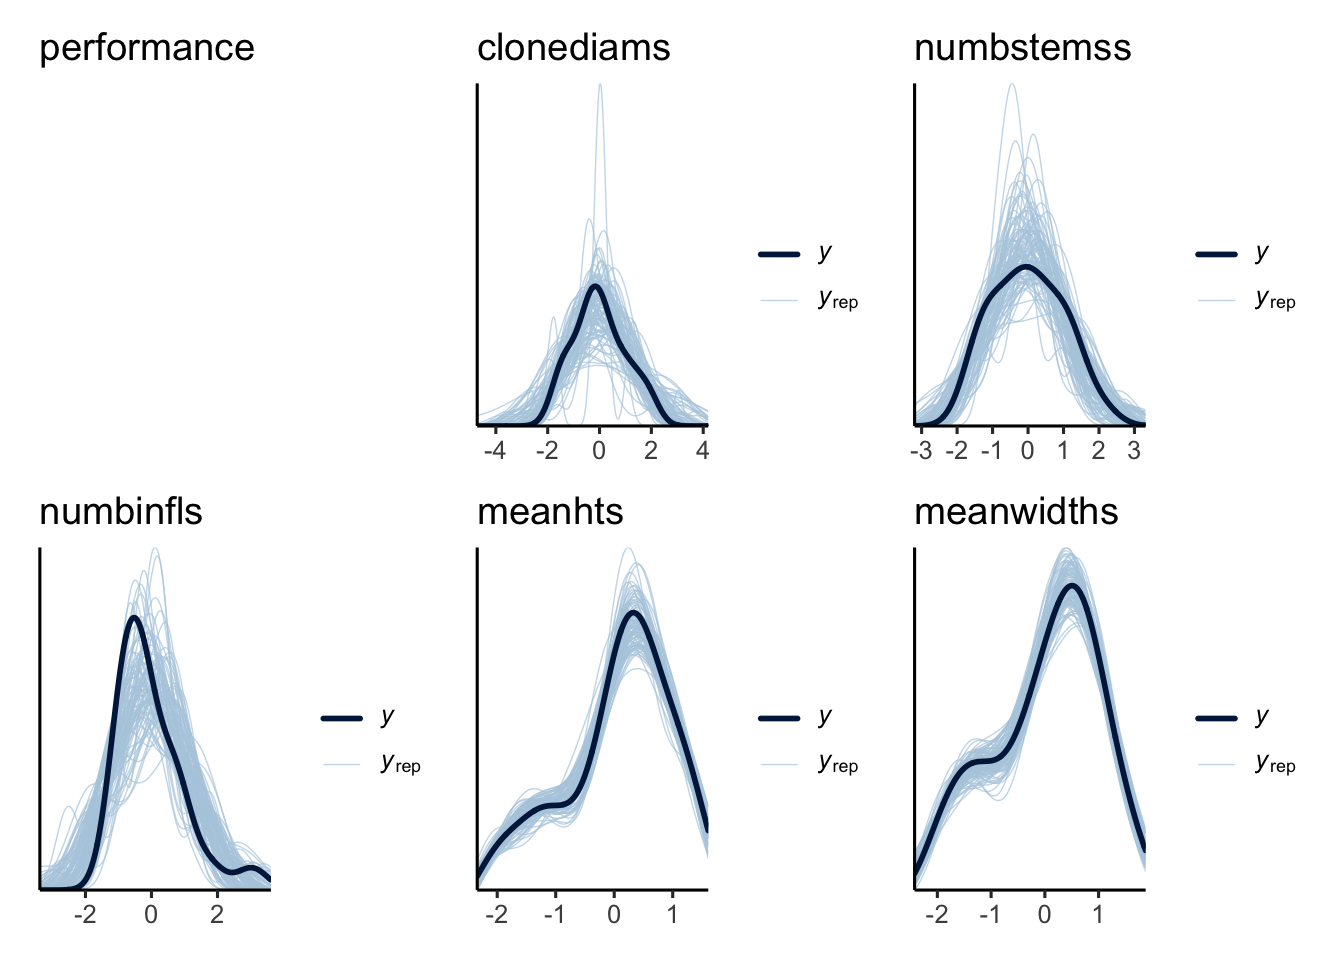 performance
clonediams
numbstemss
y
yrep
y
yrep
-4 -2 0 2 4
-3 -2 -1 0 1 2 3
numbinfls
meanhts
meanwidths
y
yrep
y
yrep
y
yrep
-2 0 2
-2 -1 0 1
-2 -1 0 1